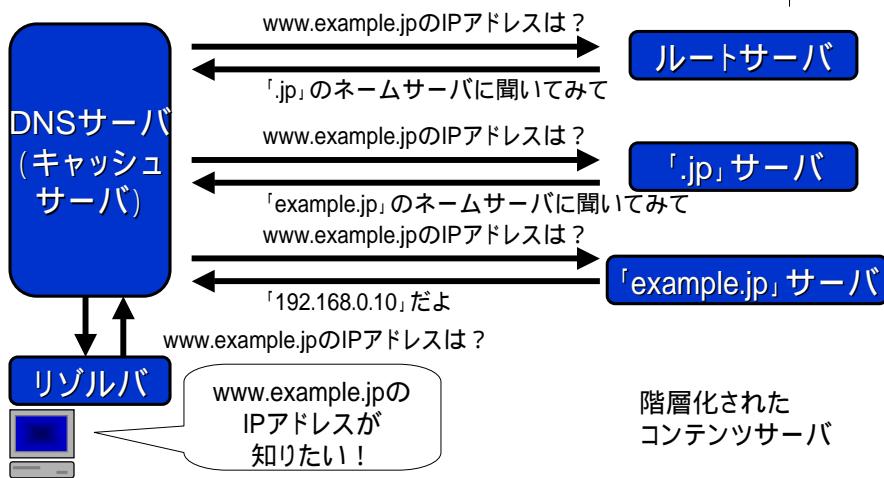 www.example.jpのIPアドレスは？
ルートサーバ
「.jp」のネームサーバに聞いてみて
DNSサーバ
(キャッシュ
サーバ)
www.example.jpのIPアドレスは？
「.jp」サーバ
「example.jp」のネームサーバに聞いてみて
www.example.jpのIPアドレスは？
「example.jp」サーバ
「192.168.0.10」だよ
www.example.jpのIPアドレスは？
リゾルバ
www.example.jpの
IPアドレスが
知りたい！
階層化された
コンテンツサーバ